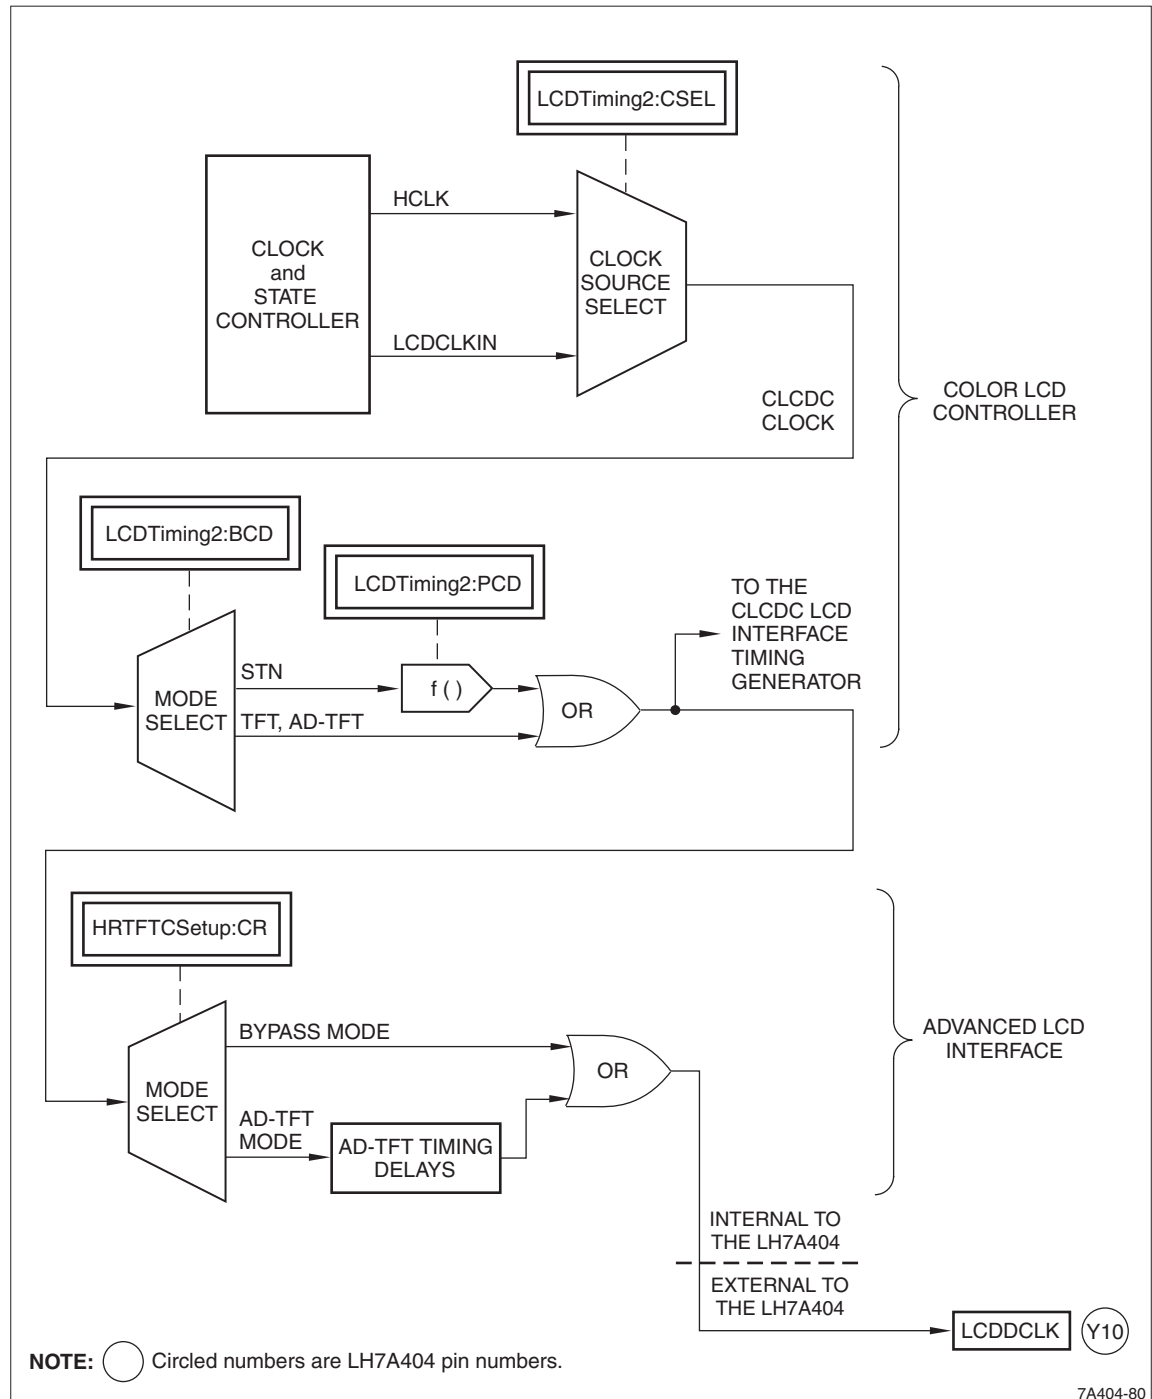 LCDTiming2:CSEL
HCLK
CLOCK
and
STATE
CONTROLLER
CLOCK
SOURCE
SELECT
LCDCLKIN
CLCDC
CLOCK
COLOR LCD
CONTROLLER
LCDTiming2:BCD
LCDTiming2:PCD
TO THE
CLCDC LCD
INTERFACE
TIMING
GENERATOR
STN
f ( )
MODE
SELECT
OR
TFT, AD-TFT
HRTFTCSetup:CR
BYPASS MODE
OR
ADVANCED LCD
INTERFACE
MODE
SELECT
AD-TFT
MODE
AD-TFT TIMING
DELAYS
INTERNAL TO
THE LH7A404
EXTERNAL TO
THE LH7A404
LCDDCLK
Y10
NOTE: Circled numbers are LH7A404 pin numbers.
7A404-80